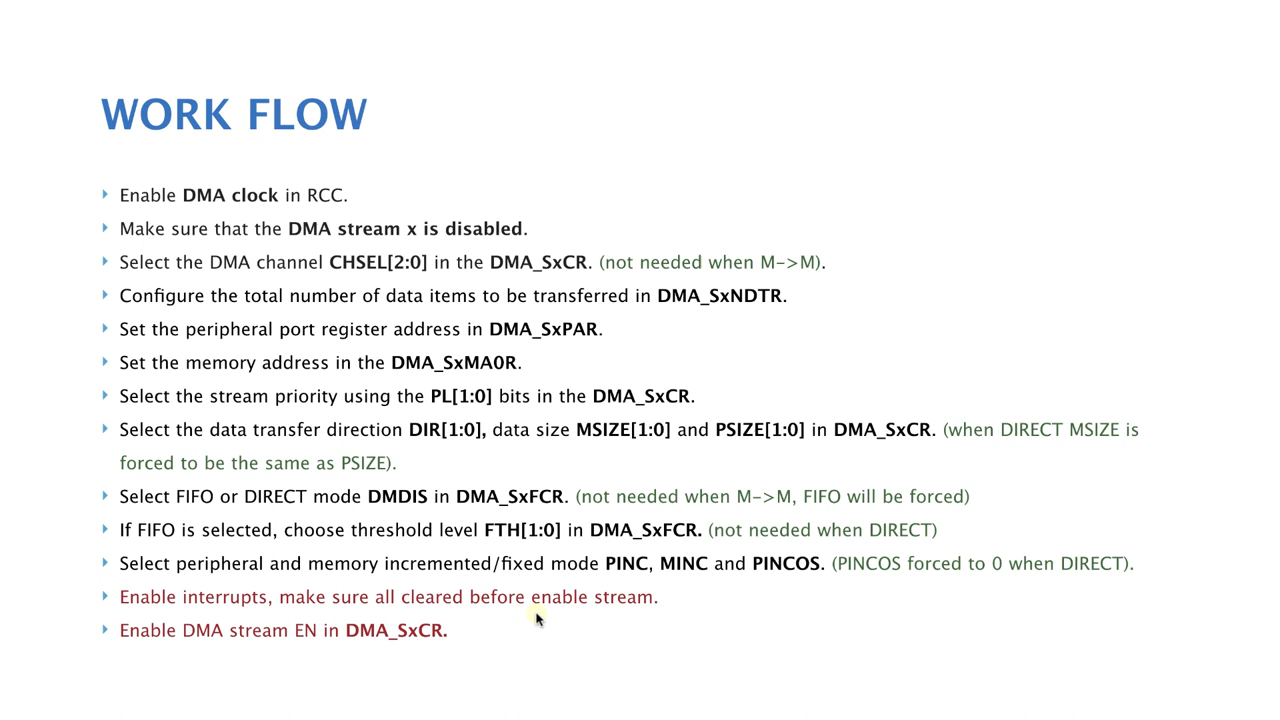 WORK FLOW
Enable DMA clock in RCC.
Make sure that the DMA stream x is disabled.
Select the DMA channel CHSEL[2:0] in the DMA_SxCR. (not needed when M->M).
Configure the total number of data items to be transferred in DMA_SxNDTR.
Set the peripheral port register address in DMA_SxPAR.
Set the memory address in the DMA_SxMA0R.
Select the stream priority using the PL[1:0] bits in the DMA_SxCR.
Select the data transfer direction DIR[1:0], data size MSIZE[1:0] and PSIZE[1:0] in DMA_SxCR. (when DIRECT MSIZE is
forced to be the same as PSIZE).
Select FIFO or DIRECT mode DMDIS in DMA_SxFCR. (not needed when M->M, FIFO will be forced)
If FIFO is selected, choose threshold level FTH[1:0] in DMA_SxFCR. (not needed when DIRECT)
Select peripheral and memory incremented/fixed mode PINC, MINC and PINCOS. (PINCOS forced to 0 when DIRECT).
Enable interrupts, make sure all cleared before enable stream.
Enable DMA stream EN in DMA_SxCR.